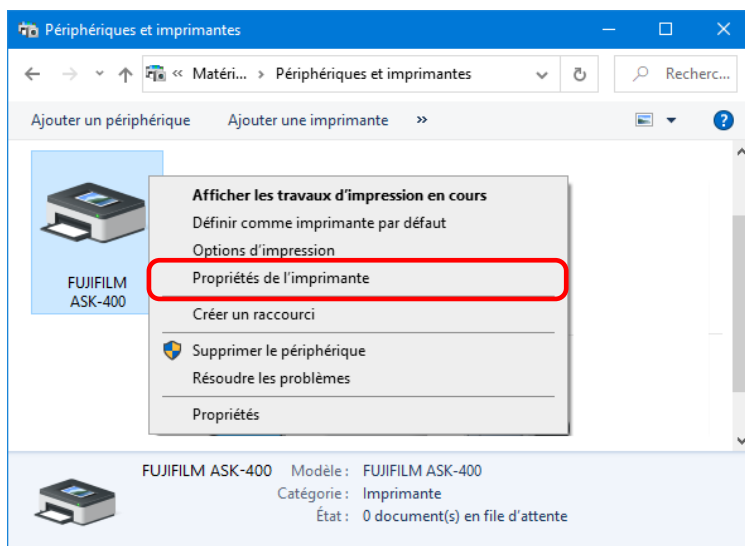 Périphériques et imprimantes
« Matéri... > Périphériques et imprimantes
Recherc...
Ajouter un périphérique Ajouter une imprimante »
FUJIFILM
ASK-400
Afficher les travaux d'impression en cours
Définir comme imprimante par défaut
Options d'impression
Propriétés de l'imprimante
Créer un raccourci
Supprimer le périphérique
Résoudre les problèmes
Propriétés
FUJIFILM ASK-400 Modèle : FUJIFILM ASK-400
Catégorie : Imprimante
État : 0 document(s) en file d'attente